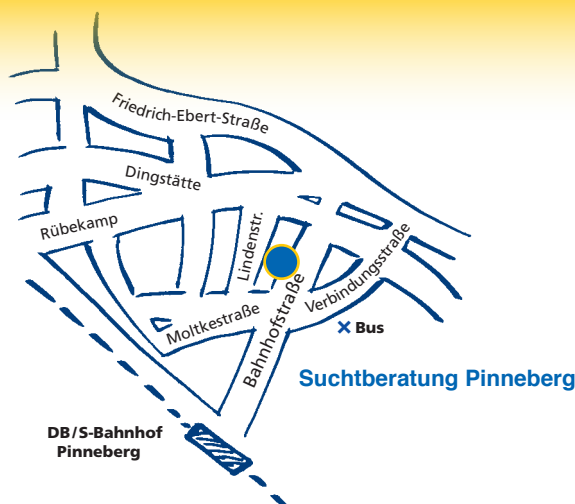 Friedrich-Ebert-Straße
Dingstätte
Rübekamp
Lindenstr.
Verbindungsstraße
Moltkestraße
Bahnhofstraße
Bus
Suchtberatung Pinneberg
DB/S-Bahnhof
Pinneberg